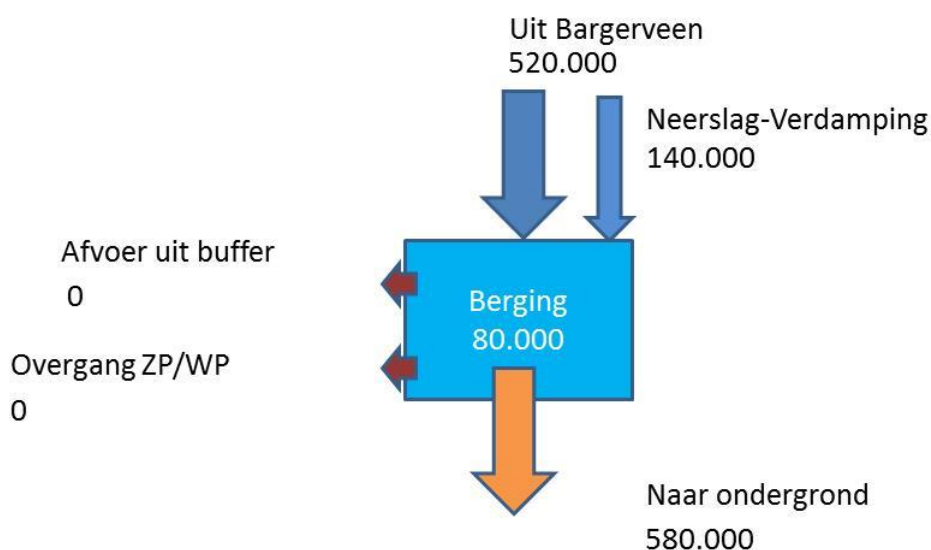 Uit Bargerveen
520.000
Neerslag-Verdamping
140.000
Afvoer uit buffer
0
Berging
80.000
Overgang ZP/WP
0
Naar ondergrond
580.000